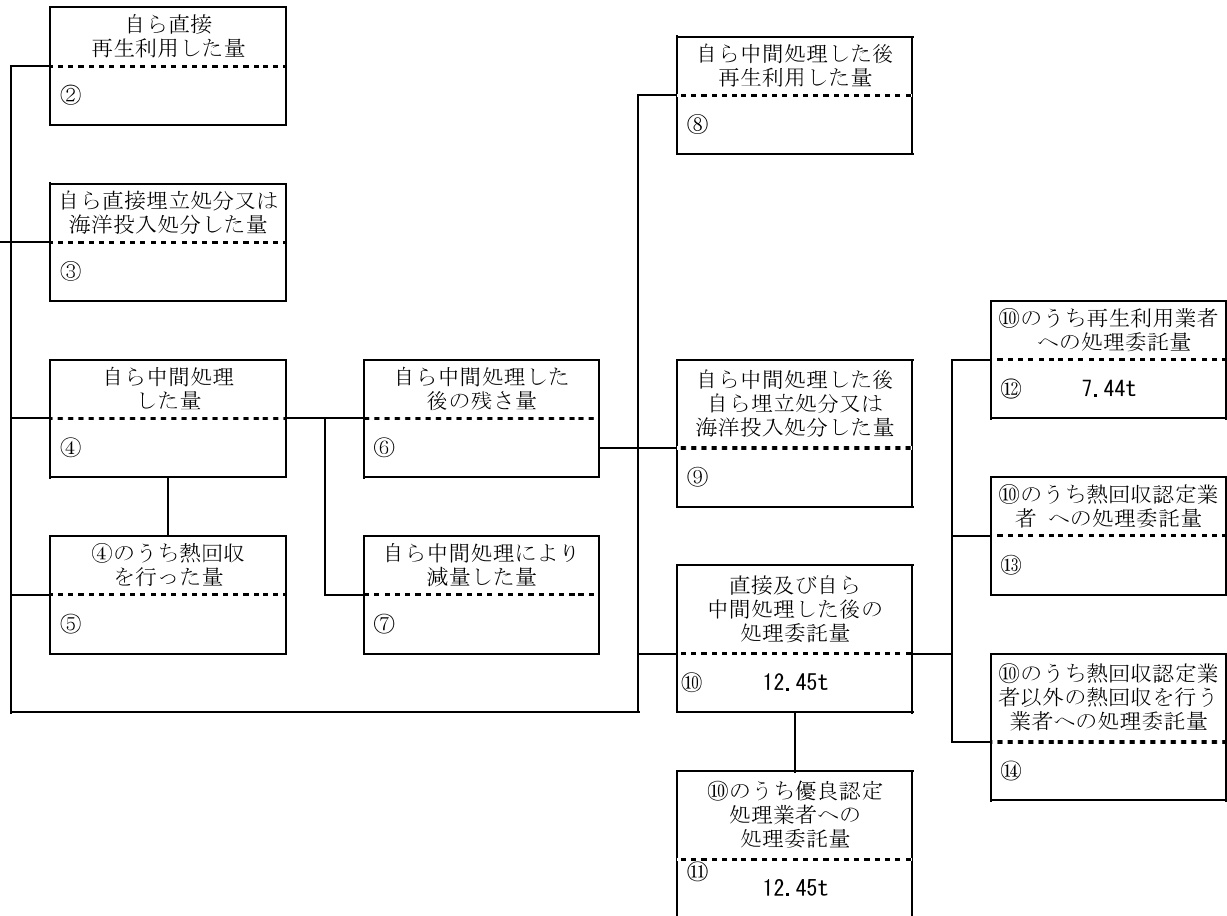 自ら直接
再生利用した量
②
自ら直接埋立処分又は
海洋投入処分した量
③
自ら中間処理
した量
④
④のうち熱回収
を行った量
⑤
自ら中間処理した
後の残さ量
⑥
自ら中間処理により
減量した量
⑦
自ら中間処理した後
再生利用した量
⑧
自ら中間処理した後
自ら埋立処分又は
海洋投入処分した量
⑨
直接及び自ら
中間処理した後の
処理委託量
⑩ 12.45t
⑩のうち優良認定
処理業者への
処理委託量
⑪
12.45t
⑩のうち再生利用業者
への処理委託量
⑫ 7.44t
⑩のうち熱回収認定業
者 への処理委託量
⑬
⑩のうち熱回収認定業
者以外の熱回収を行う
業者への処理委託量
⑭